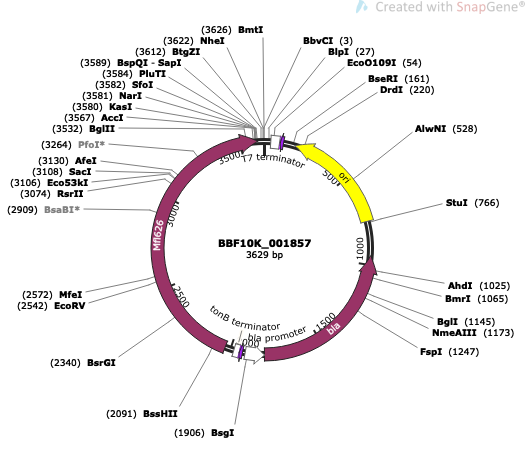 Created with SnapGene®
(3626) BmtI
(3622) NheI
(3612) BtgZI
(3589) BspQI - SapI
(3584) PluTI
(3582) SfoI
(3581) NarI
(3580) KasI
(3567) AccI
(3532) BglII
(3264) PfoI*
(3130) AfeI
(3108) SacI
(3106) Eco53kI
(3074) RsrII
(2909) BsaBI*
(2572) MfeI
(2542) EcoRV
(2340) BsrGI
(2091) BssHII
(1906) BsgI
BbvCI (3)
BlpI (27)
EcoO109I (54)
BseRI (161)
DrdI (220)
AlwNI (528)
StuI (766)
AhdI (1025)
BmrI (1065)
BglI (1145)
NmeAIII (1173)
FspI (1247)
T7 terminator
ori
bla
bla promoter
tonB terminator
Mfl626
500
1000
1500
2500
3000
3500
BBF10K_001857
3629 bp